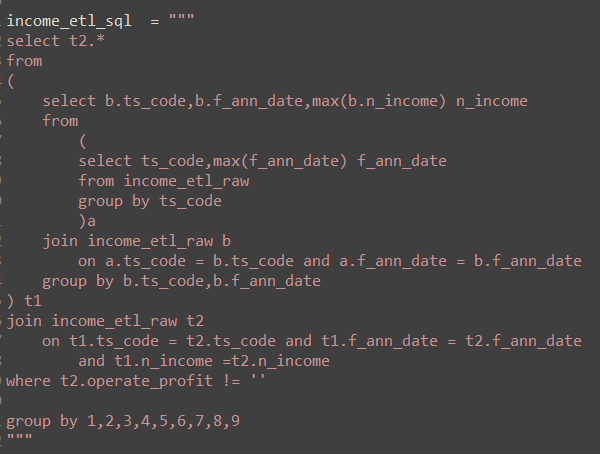 income_etl_sql  = """
select t2.*
from
(
    select b.ts_code,b.f_ann_date,max(b.n_income) n_income
    from
        (
        select ts_code,max(f_ann_date) f_ann_date
        from income_etl_raw
        group by ts_code
        )a
    join income_etl_raw b
        on a.ts_code = b.ts_code and a.f_ann_date = b.f_ann_date
    group by b.ts_code,b.f_ann_date
) t1
join income_etl_raw t2
    on t1.ts_code = t2.ts_code and t1.f_ann_date = t2.f_ann_date
        and t1.n_income =t2.n_income
where t2.operate_profit != ''

group by 1,2,3,4,5,6,7,8,9
"""